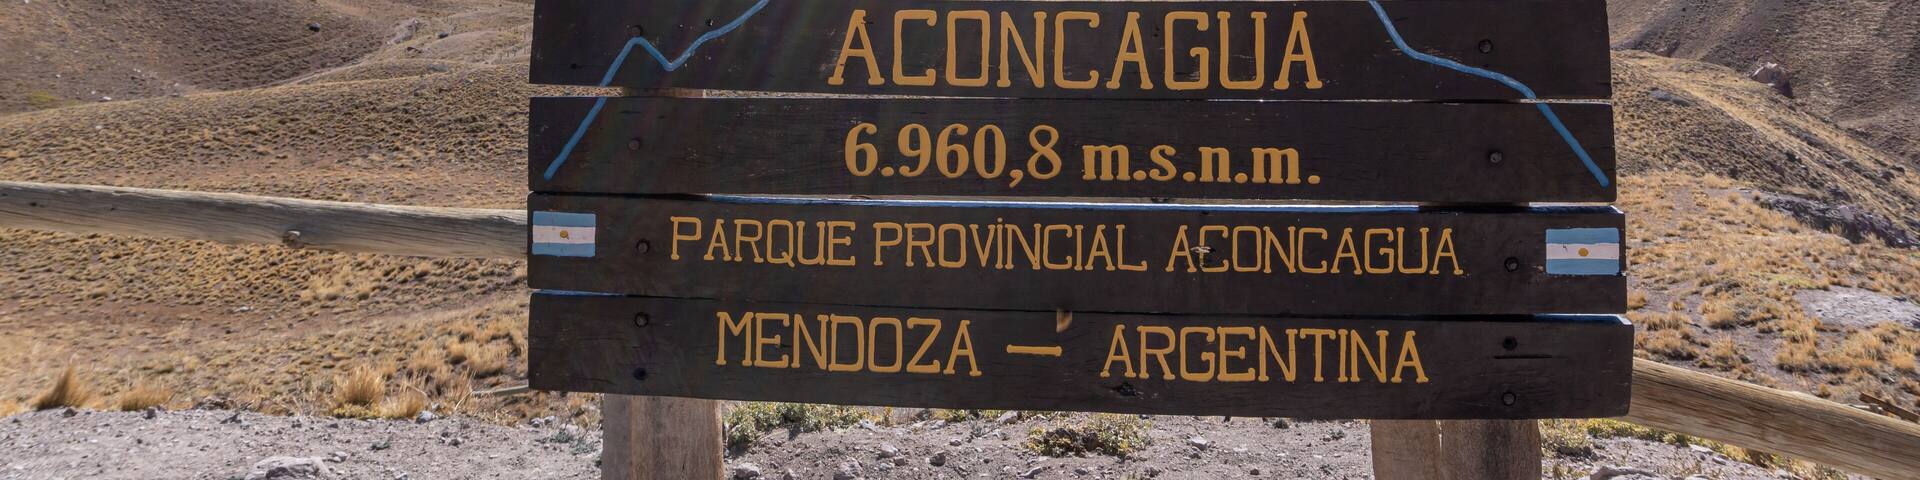 ACONCAGUA
6.960,8 m.s.n.m.
PARQUE PROVINCIAL ACONCAGUA
MENDOZA — ARGENTINA